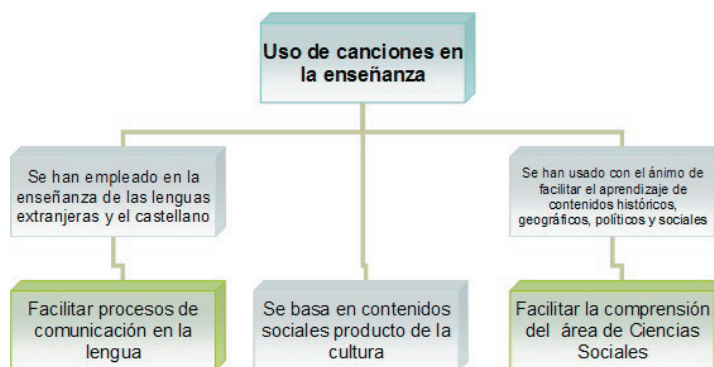 Uso de canciones en
la enseñanza
Se han empleado en la
enseñanza de las lenguas
extranjeras y el castellano
Se han usado con el ánimo de
facilitar el aprendizaje de
contenidos históricos,
geográficos, políticos y sociales
Facilitar procesos de
comunicación en la
lengua
Se basa en contenidos
sociales producto de la
cultura
Facilitar la comprensión
del área de Ciencias
Sociales